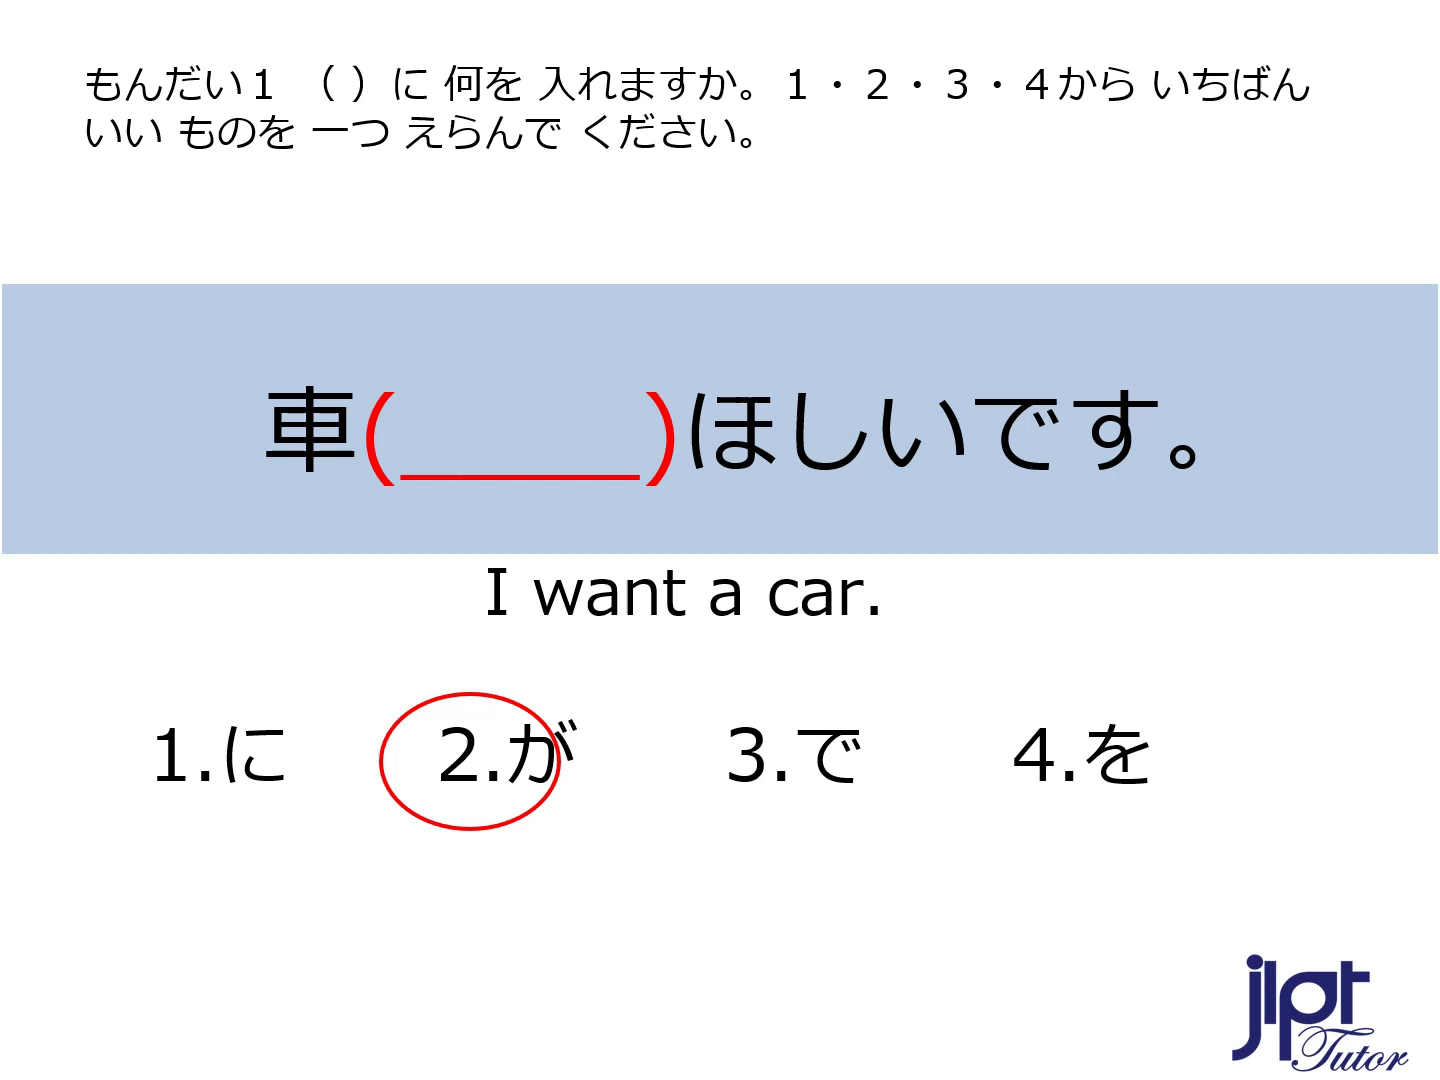 もんだい１ （ ）に 何を 入れますか。１・２・３・４から いちばん
いい ものを 一つ えらんで ください。
車(____)ほしいです。
I want a car.
1.に 2.が 3.で 4.を
jlpt
Tutor